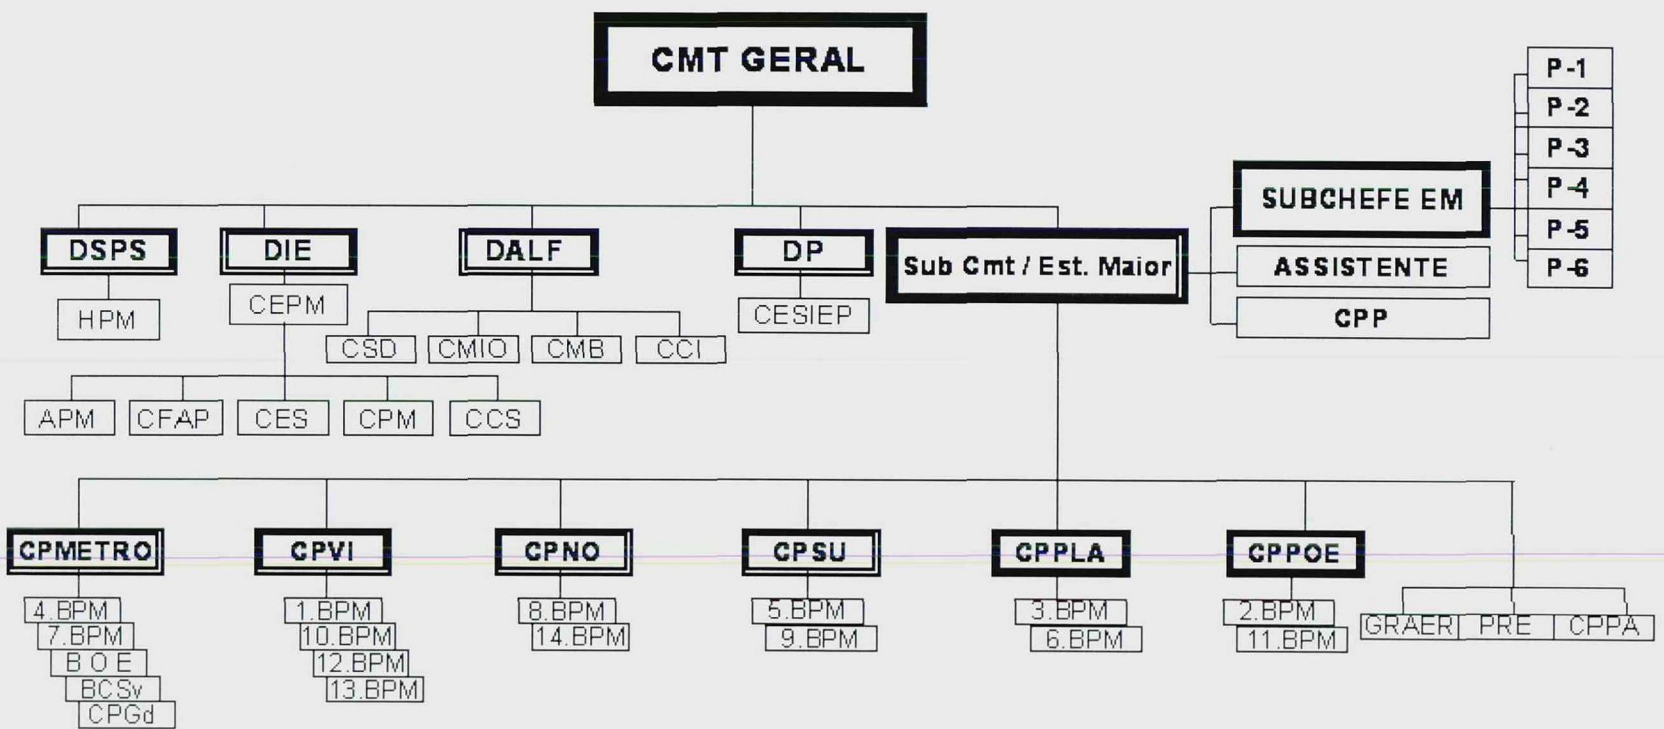 CMT GERAL
P-1
P-2
P-3
P-4
P-5
P-6
SUBCHEFE EM
ASSISTENTE
CPP
DSPS
DIE
DALF
DP
Sub Cmt / Est. Maior
HPM
CEPM
CESIEP
CSD
CMIO
CMB
CCI
APM
CFAP
CES
CPM
CCS
CPMETRO
CPVI
CPNO
CPSU
CPPLA
CPPOE
4.BPM
7.BPM
B O E
BCSv
CPGd
1.BPM
10.BPM
12.BPM
13.BPM
8.BPM
14.BPM
5.BPM
9.BPM
3.BPM
6.BPM
2.BPM
11.BPM
GRAER
PRE
CPPA